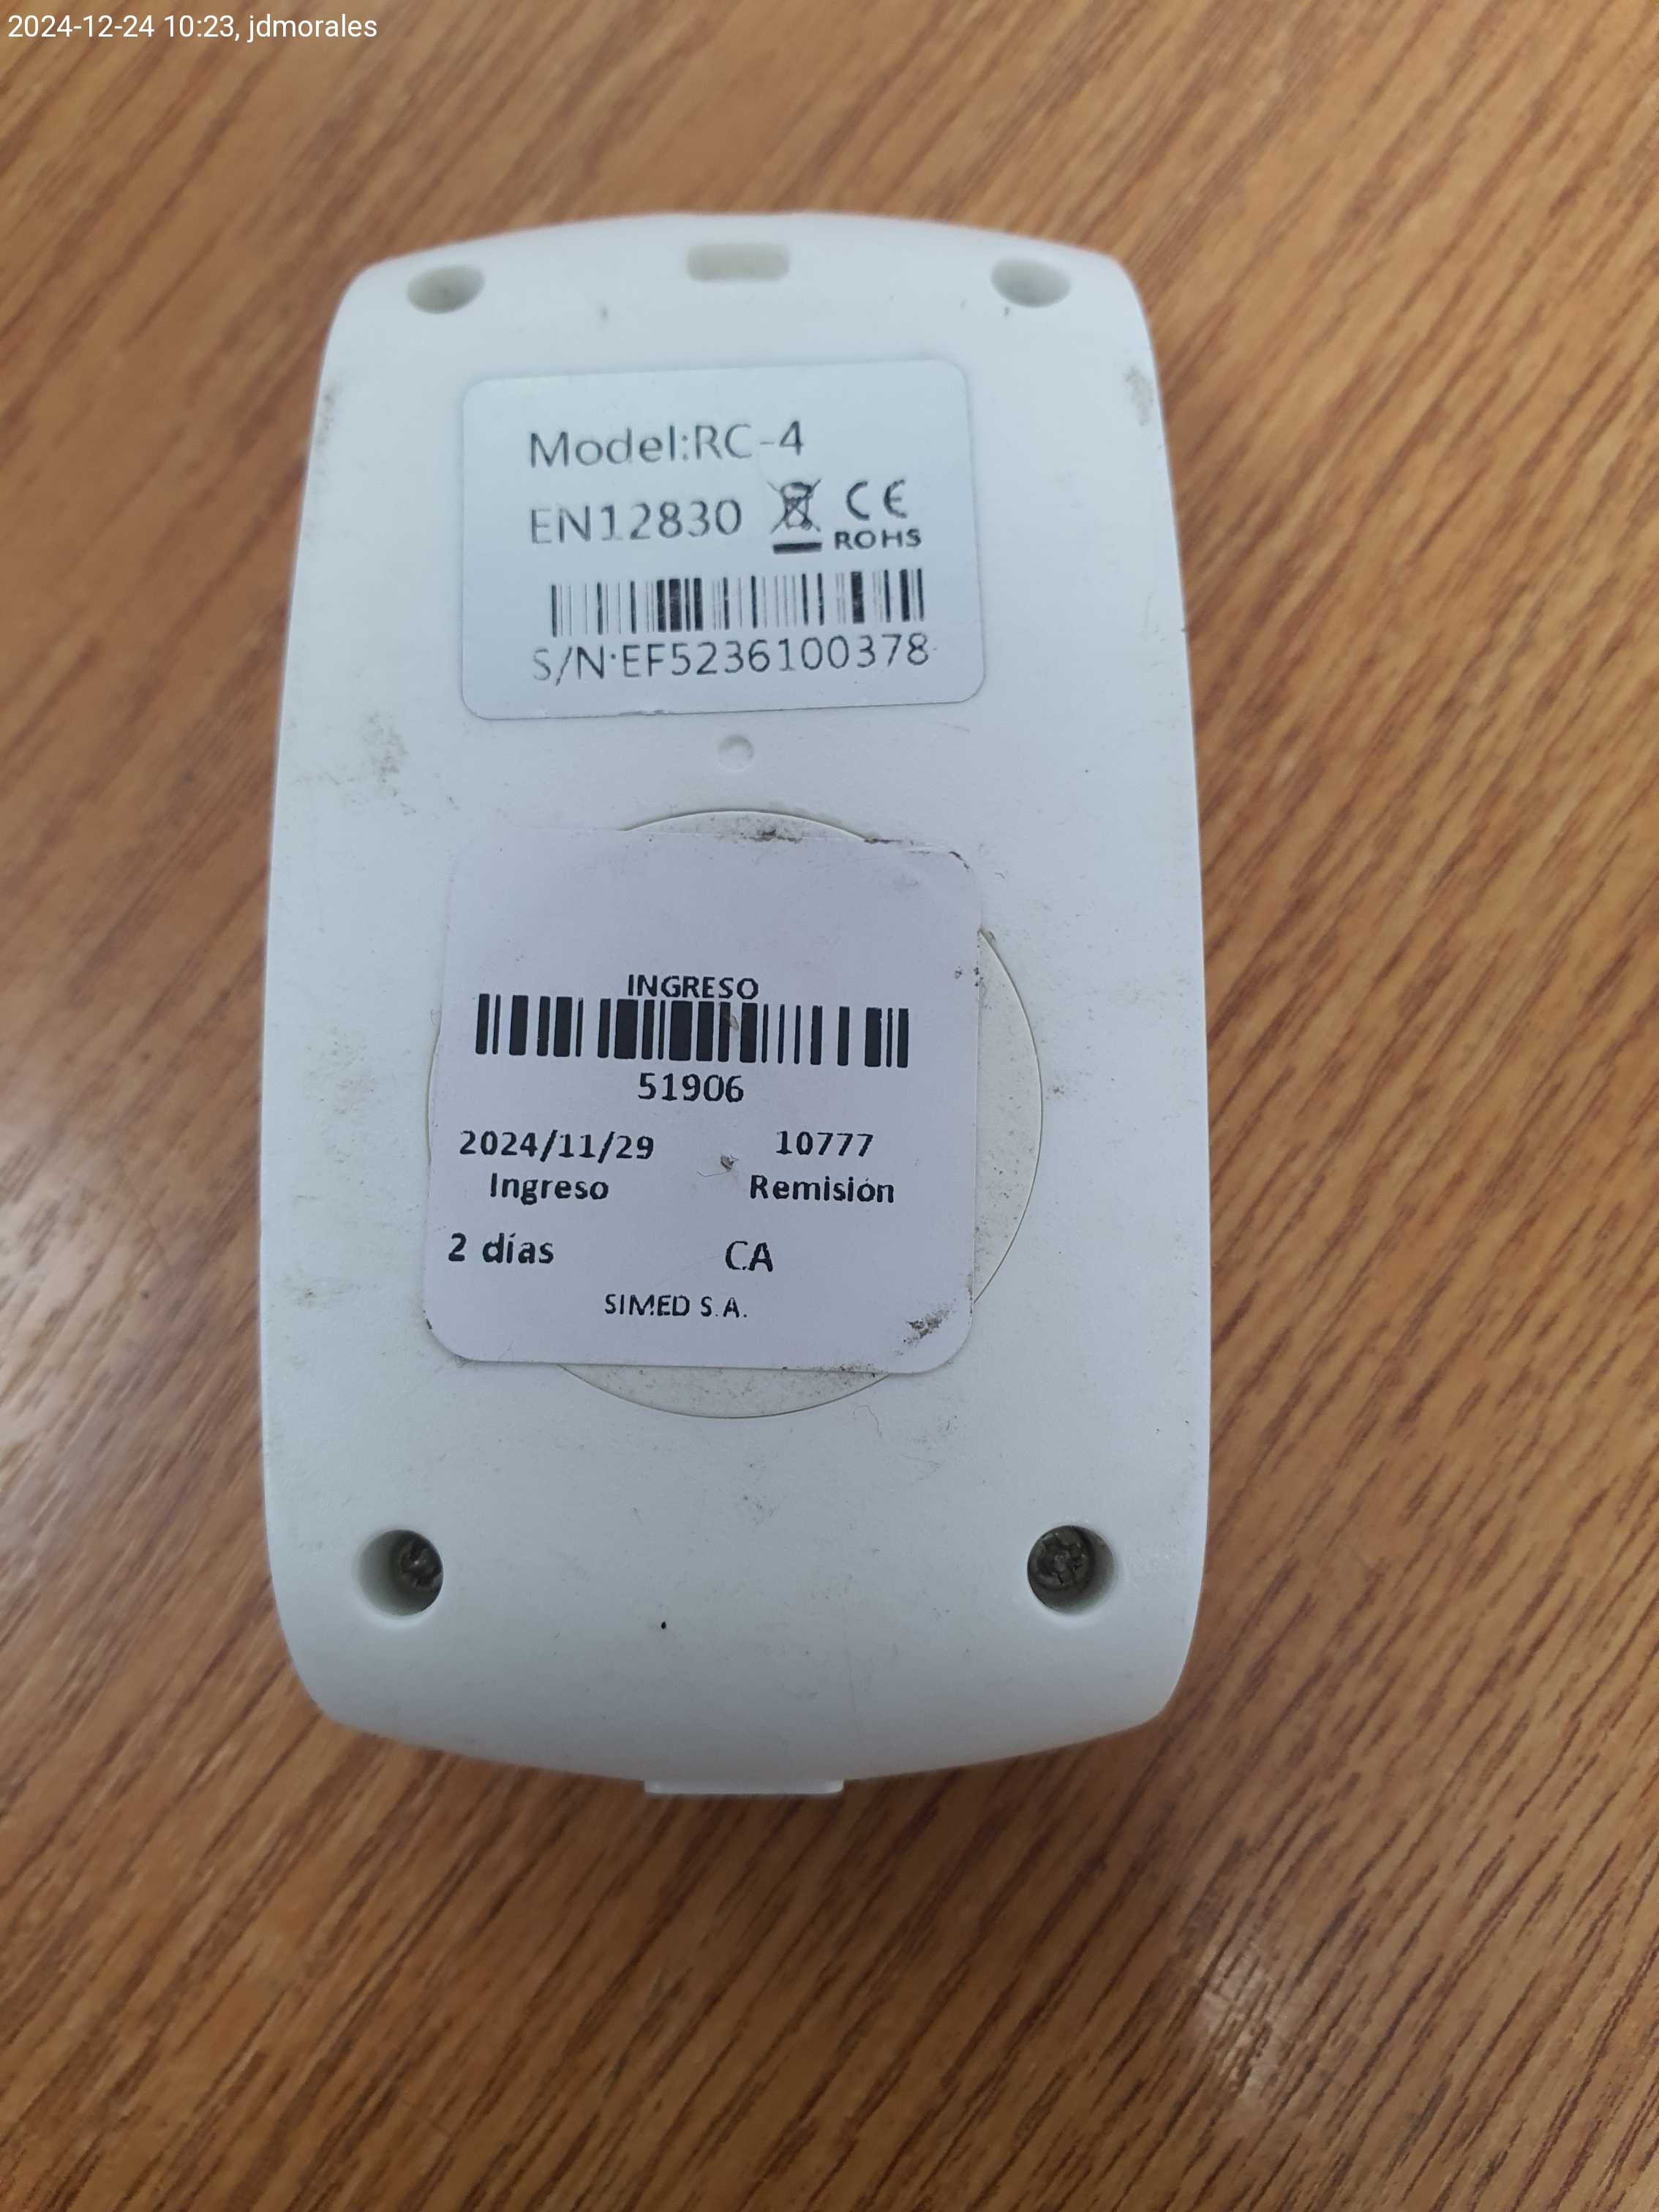 2024-12-24 10:23, jdmorales
Model:RC-4
EN12830 CE
ROHS
S/N:EF5236100378
INGRESO
51906
2024/11/29 10777
Ingreso Remisión
2 días CA
SIMED S.A.